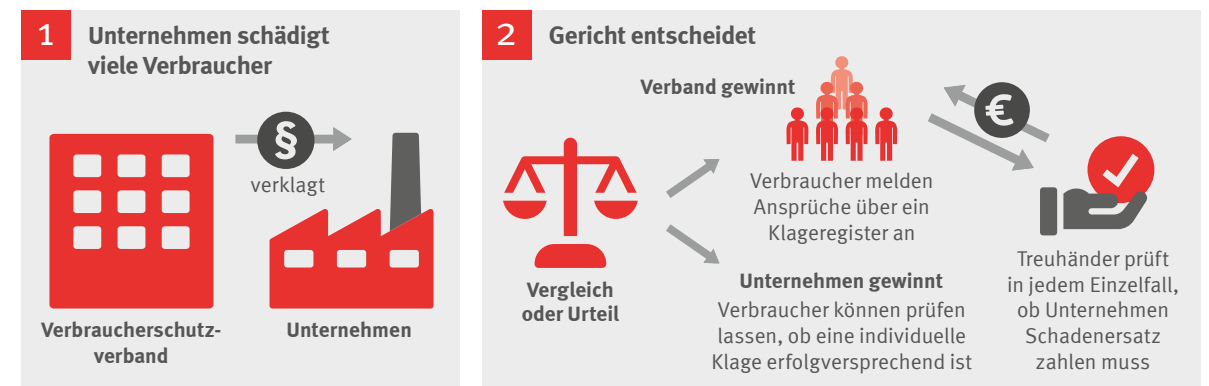 1
Unternehmen schädigt
viele Verbraucher
§
verklagt
Verbraucherschutz-
verband
Unternehmen
2
Gericht entscheidet
Verband gewinnt
€
Verbraucher melden
Ansprüche über ein
Klageregister an
Vergleich
oder Urteil
Unternehmen gewinnt
Verbraucher können prüfen
lassen, ob eine individuelle
Klage erfolgversprechend ist
Treuhänder prüft
in jedem Einzelfall,
ob Unternehmen
Schadenersatz
zahlen muss